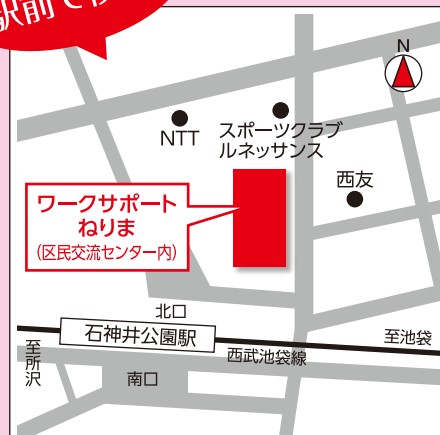 駅前で
N
NTT
スポーツクラブ
ルネッサンス
西友
ワークサポート
ねりま
(区民交流センター内)
北口
石神井公園駅
至所沢
西武池袋線
至池袋
南口